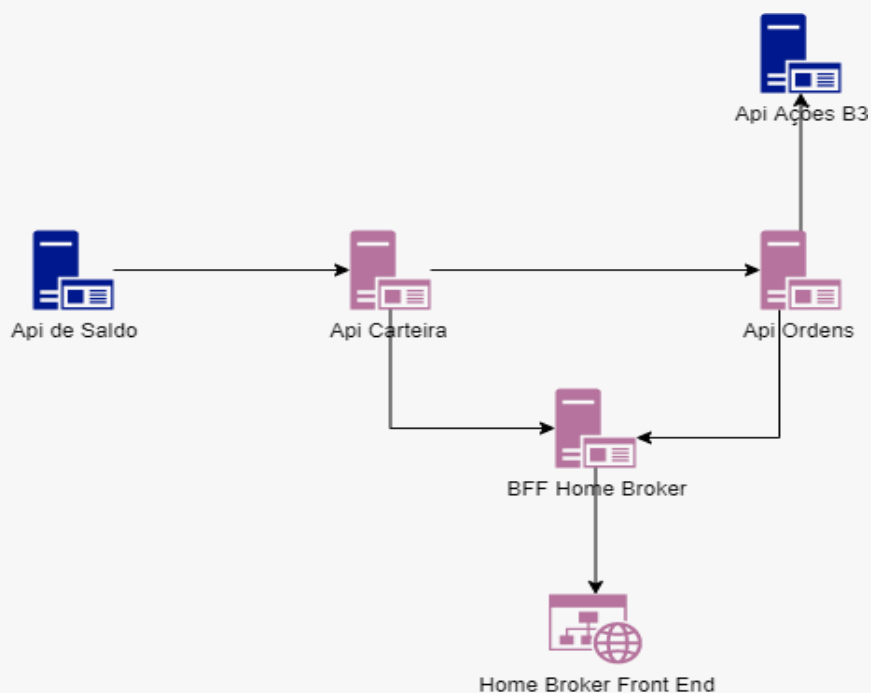 Api Ações B3
Api de Saldo
Api Carteira
Api Ordens
BFF Home Broker
Home Broker Front End